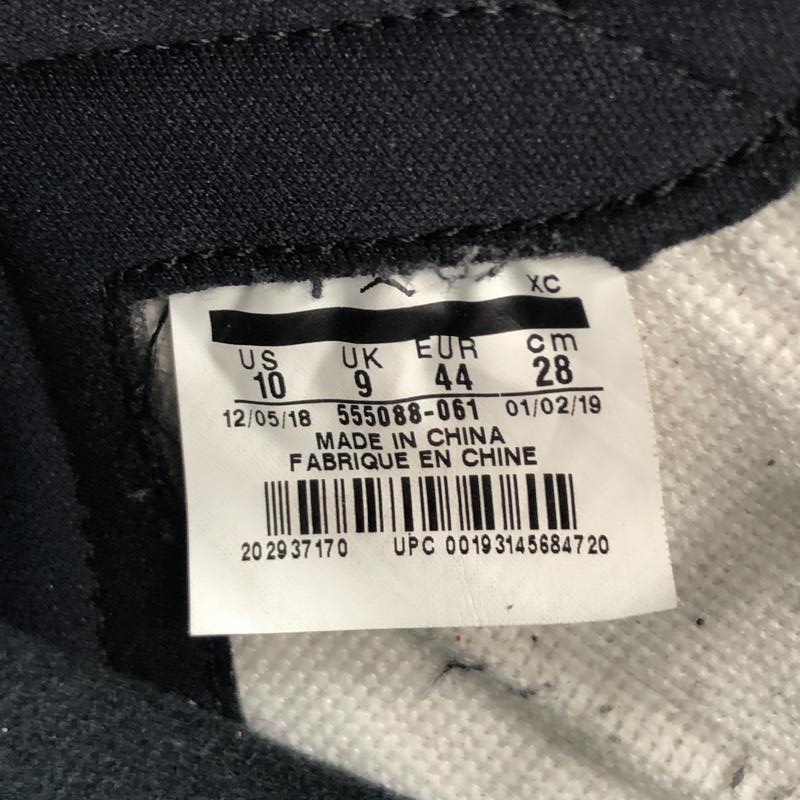 XC
US UK EUR cm
10 9 44 28
12/05/18 555088-061 01/02/19
MADE IN CHINA
FABRIQUE EN CHINE
202937170 UPC 00193145684720